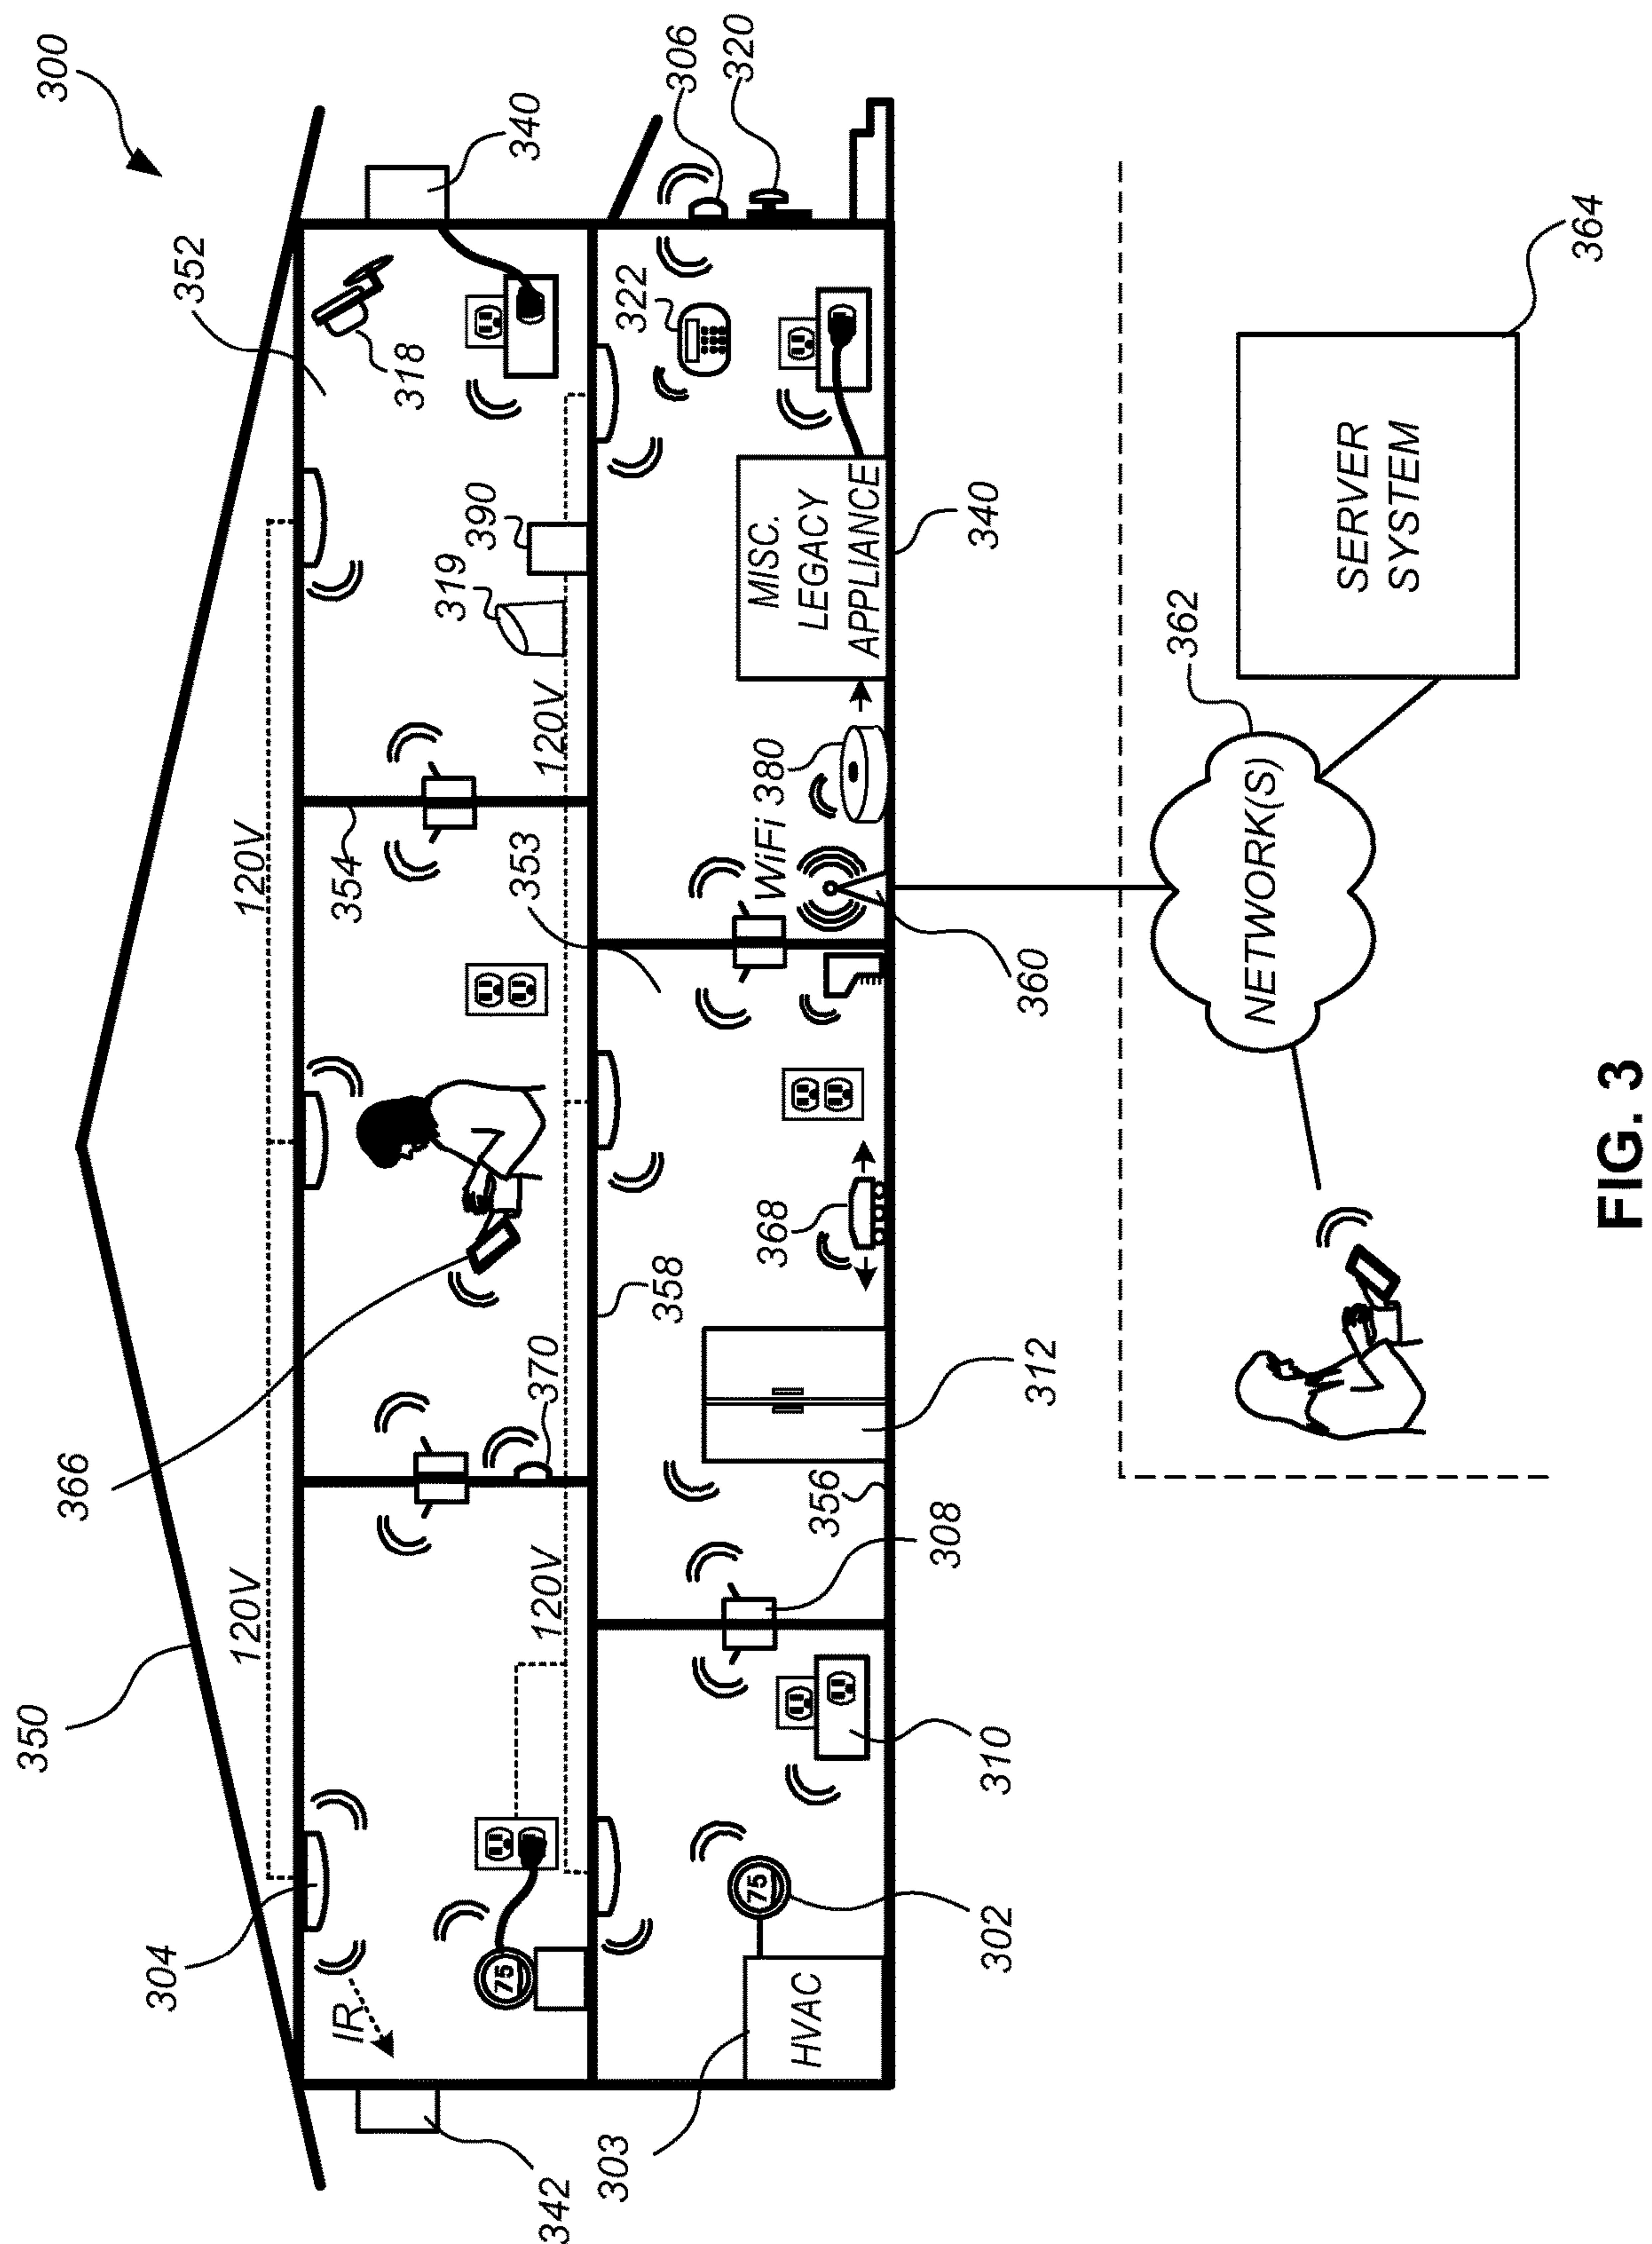 300
350
120V
120V
366
304
IR
75
342
352
340
318
354
319
390
120V
120V
370
306
320
322
353
358
WiFi
380
MISC.
LEGACY
APPLIANCE
340
368
312
356
308
310
75
302
HVAC
303
360
362
NETWORK(S)
SERVER
SYSTEM
364
FIG. 3